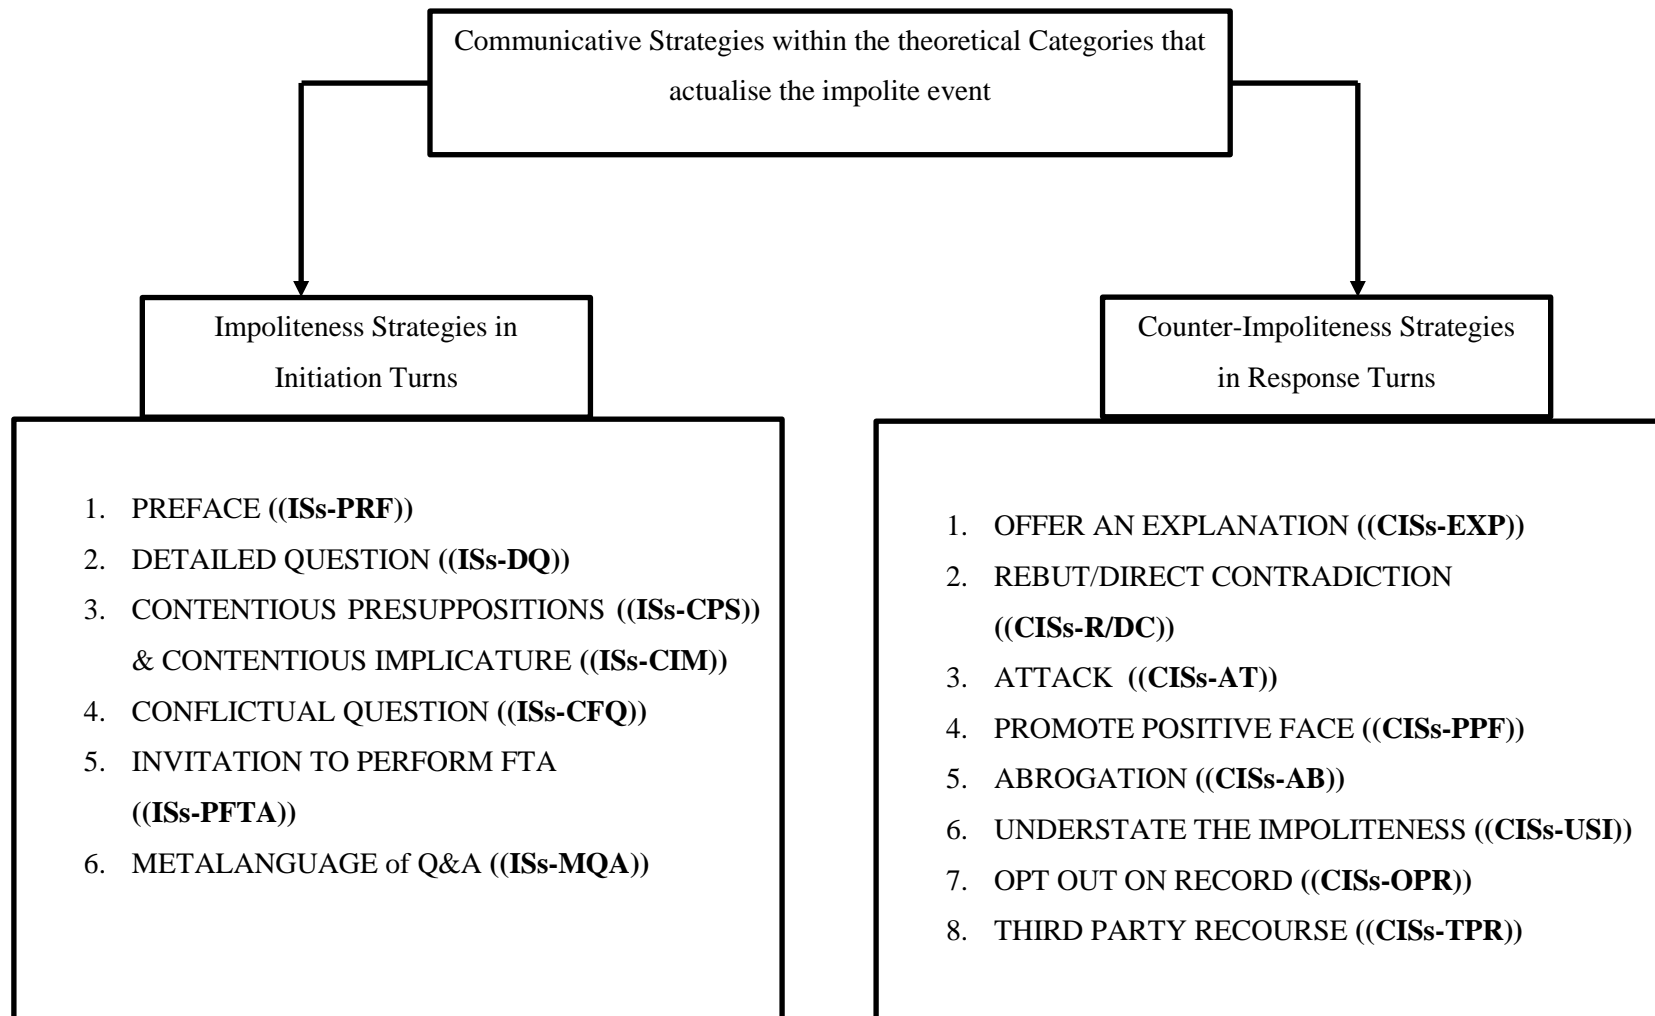 Communicative Strategies within the theoretical Categories that
actualise the impolite event
Impoliteness Strategies in
Initiation Turns
1. PREFACE ((ISs-PRF))
2. DETAILED QUESTION ((ISs-DQ))
3. CONTENTIOUS PRESUPPOSITIONS ((ISs-CPS))
& CONTENTIOUS IMPLICATURE ((ISs-CIM))
4. CONFLICTUAL QUESTION ((ISs-CFQ))
5. INVITATION TO PERFORM FTA
((ISs-PFTA))
6. METALANGUAGE of Q&A ((ISs-MQA))
Counter-Impoliteness Strategies
in Response Turns
1. OFFER AN EXPLANATION ((CISs-EXP))
2. REBUT/DIRECT CONTRADICTION
((CISs-R/DC))
3. ATTACK ((CISs-AT))
4. PROMOTE POSITIVE FACE ((CISs-PPF))
5. ABROGATION ((CISs-AB))
6. UNDERSTATE THE IMPOLITENESS ((CISs-USI))
7. OPT OUT ON RECORD ((CISs-OPR))
8. THIRD PARTY RECOURSE ((CISs-TPR))